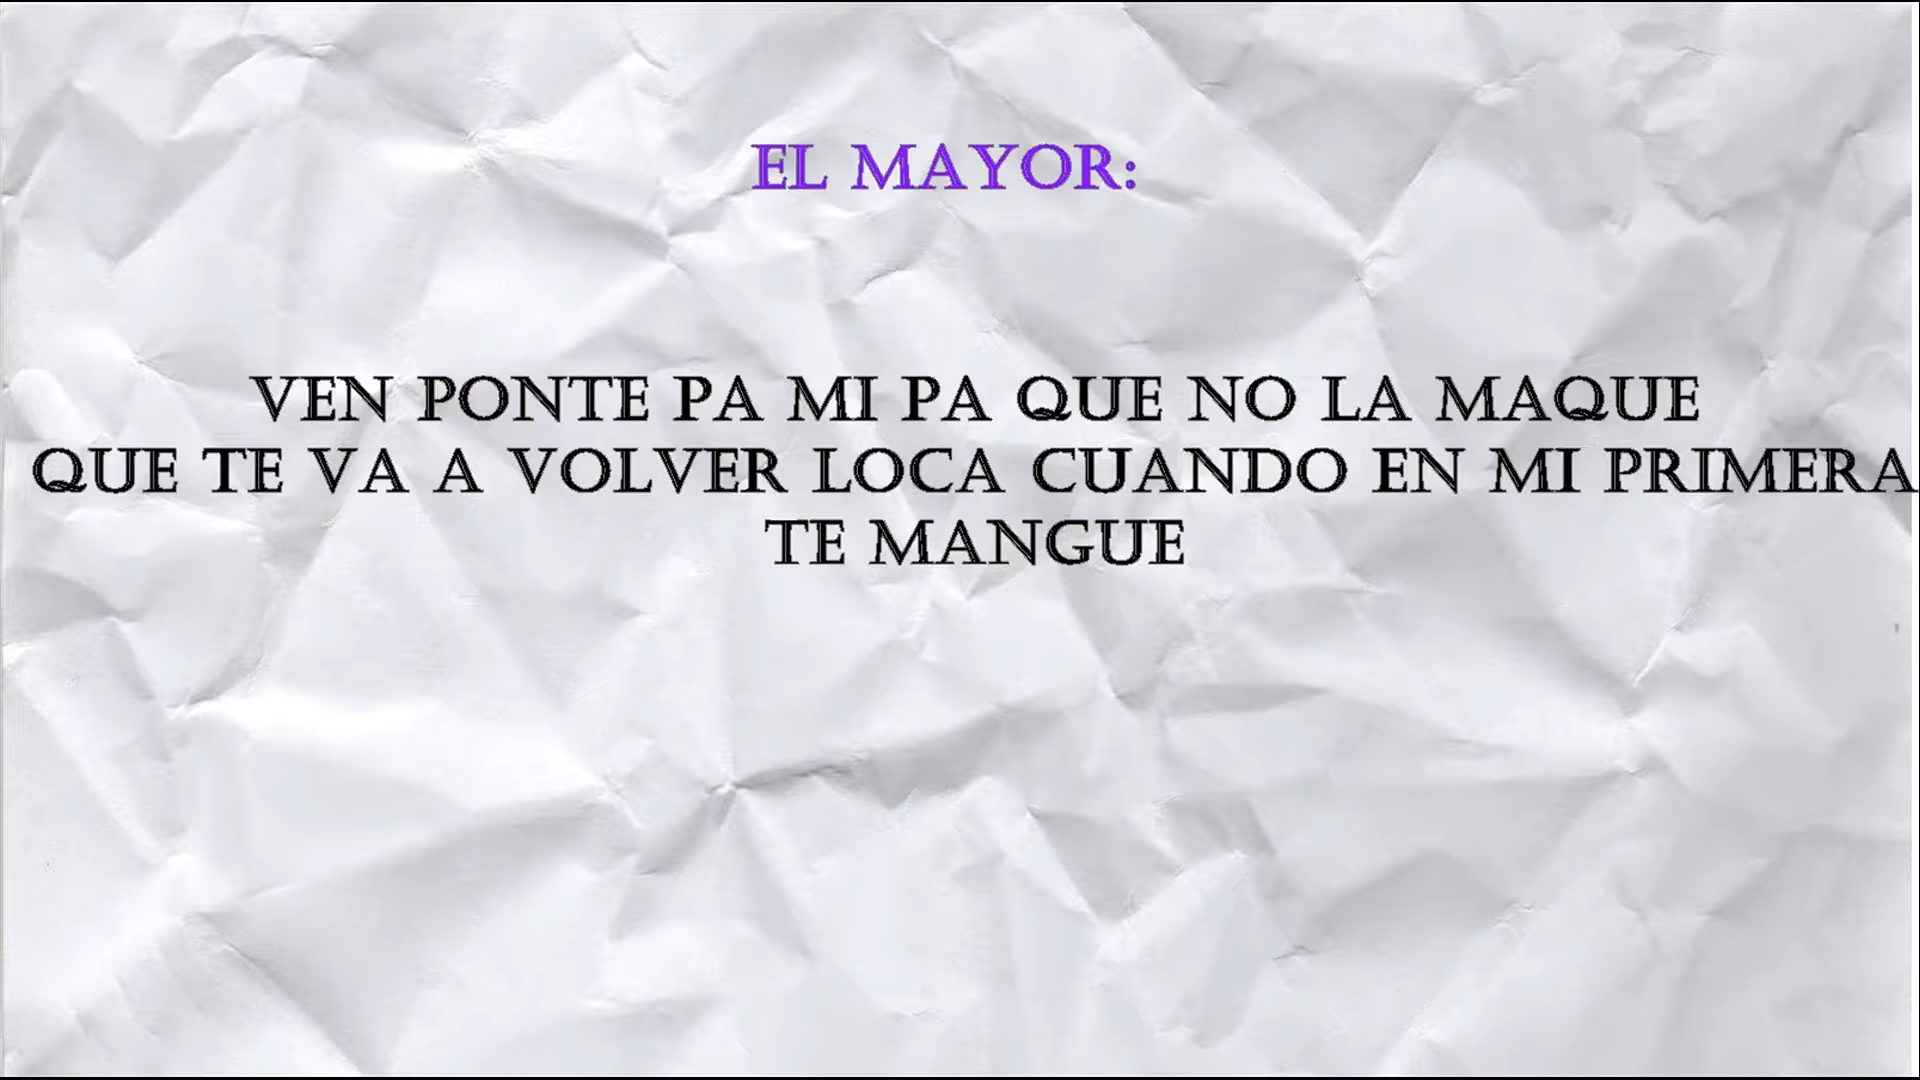 EL MAYOR:
VEN PONTE PA MI PA QUE NO LA MAQUE
QUE TE VA A VOLVER LOCA CUANDO EN MI PRIMERA
TE MANGUE